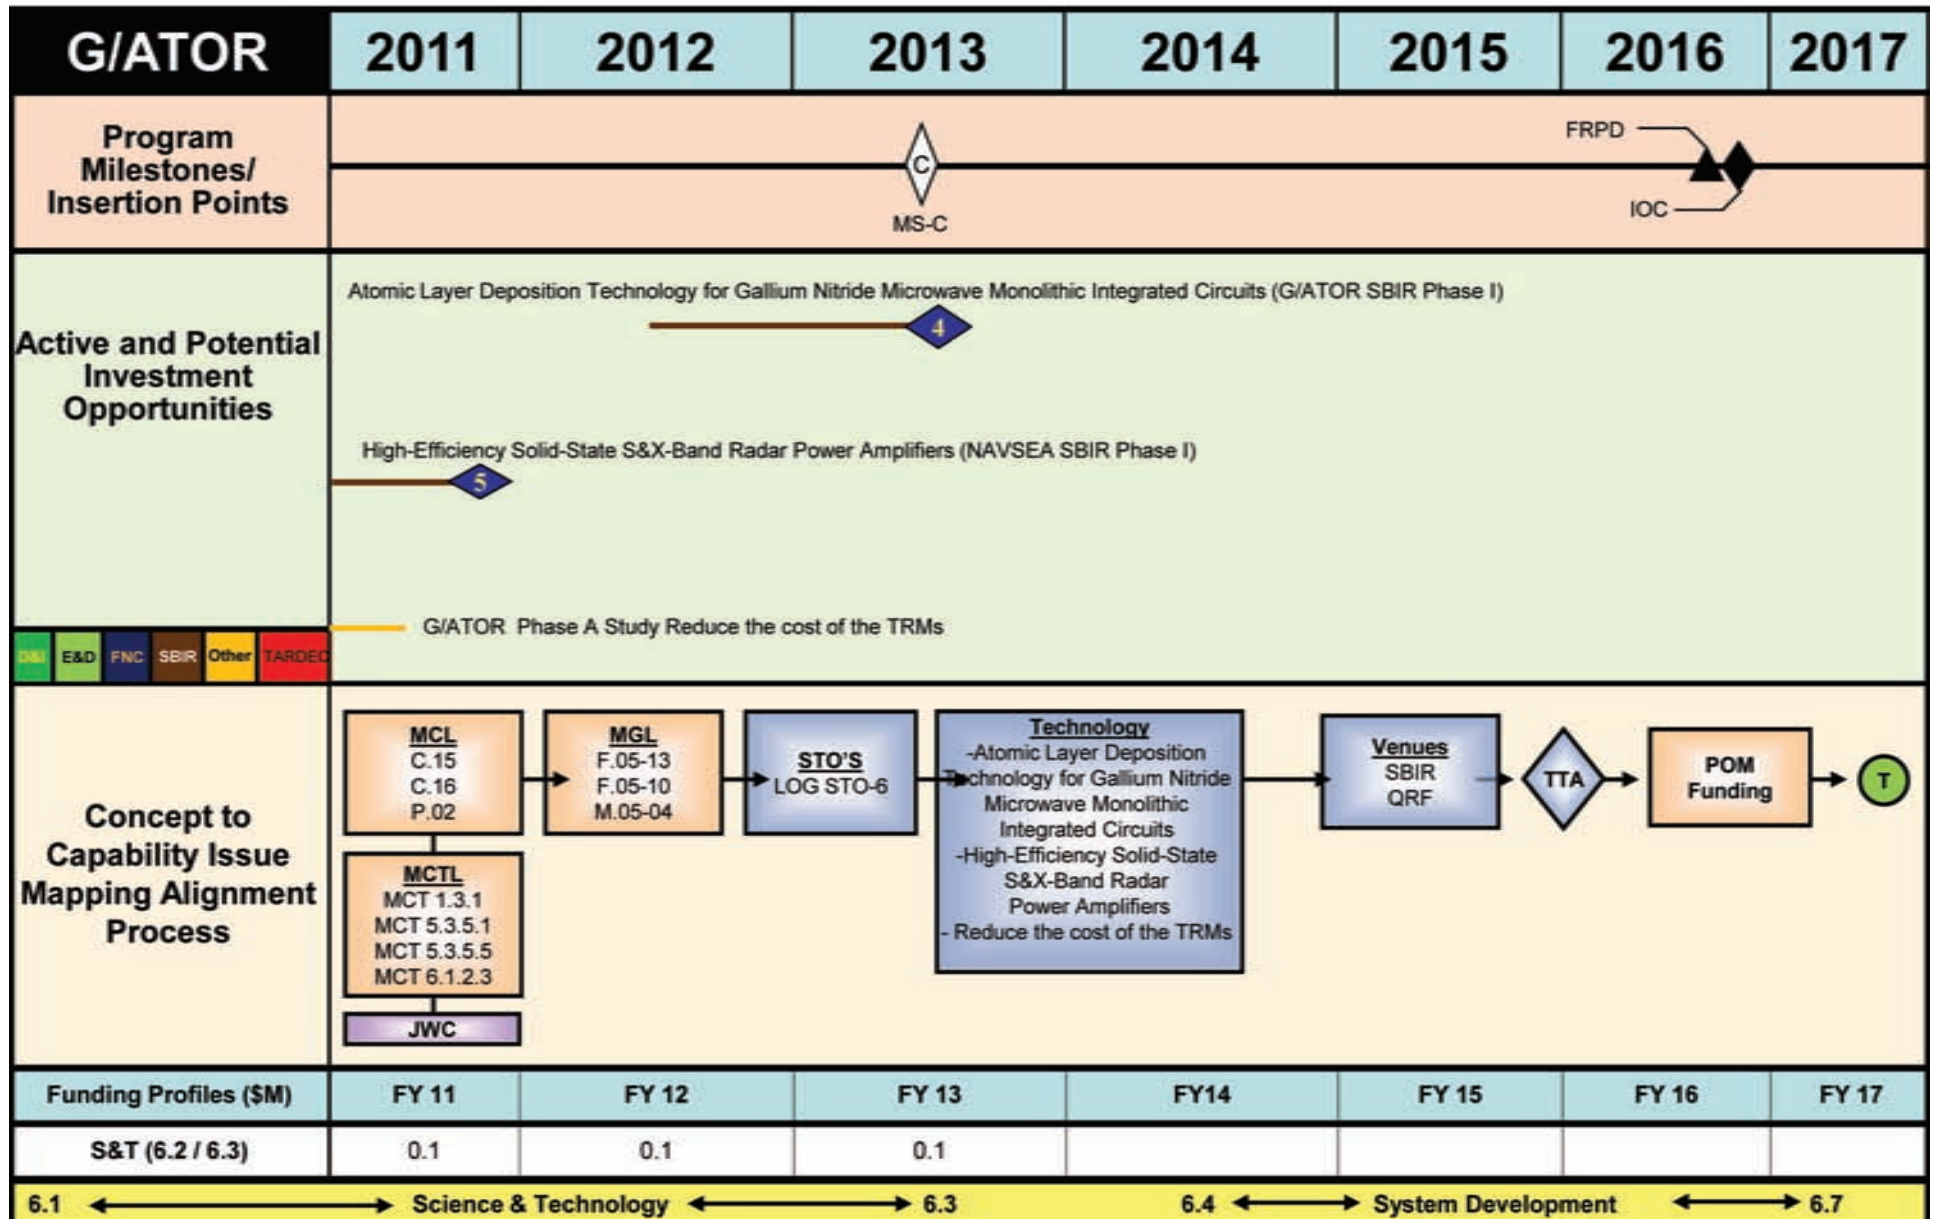 G/ATOR 2011 2012 2013 2014 2015 2016 2017
Program
Milestones/
Insertion Points
C
MS-C
FRPD
IOC
Active and Potential
Investment
Opportunities
Atomic Layer Deposition Technology for Gallium Nitride Microwave Monolithic Integrated Circuits (G/ATOR SBIR Phase I)
4
High-Efficiency Solid-State S&X-Band Radar Power Amplifiers (NAVSEA SBIR Phase I)
5
G/ATOR Phase A Study Reduce the cost of the TRMs
E&D FNC SBIR Other TARDEC
Concept to
Capability Issue
Mapping Alignment
Process
MCL
C.15
C.16
P.02
MCTL
MCT 1.3.1
MCT 5.3.5.1
MCT 5.3.5.5
MCT 6.1.2.3
JWC
MGL
F.05-13
F.05-10
M.05-04
STO'S
LOG STO-6
Technology
-Atomic Layer Deposition
Technology for Gallium Nitride
Microwave Monolithic
Integrated Circuits
-High-Efficiency Solid-State
S&X-Band Radar
Power Amplifiers
- Reduce the cost of the TRMs
Venues
SBIR
QRF
TTA
POM
Funding
T
Funding Profiles ($M) FY 11 FY 12 FY 13 FY14 FY 15 FY 16 FY 17
S&T (6.2 / 6.3) 0.1 0.1 0.1
6.1 Science & Technology 6.3 6.4 System Development 6.7